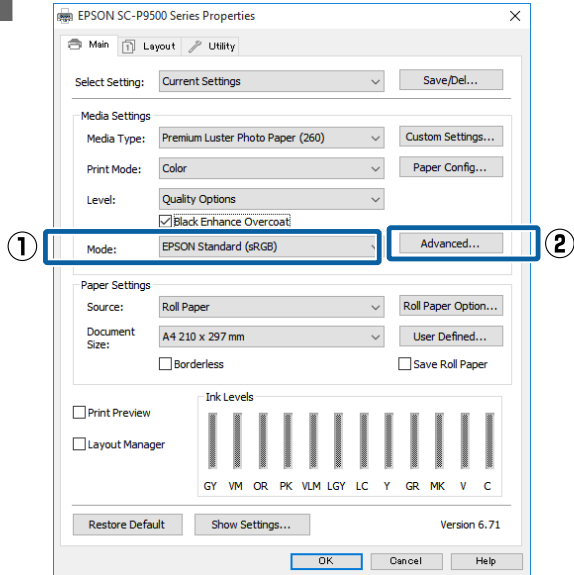 EPSON SC-P9500 Series Properties
Main Layout Utility
Select Setting: Current Settings Save/Del...
Media Settings
Media Type: Premium Luster Photo Paper (260) Custom Settings...
Print Mode: Color Paper Config...
Level: Quality Options
Black Enhance Overcoat
① Mode: EPSON Standard (sRGB) Advanced... ②
Paper Settings
Source: Roll Paper Roll Paper Option...
Document Size: A4 210 x 297 mm User Defined...
Borderless Save Roll Paper
Ink Levels
Print Preview
Layout Manager
GY VM OR PK VLM LGY LC Y GR MK V C
Restore Default Show Settings... Version 6.71
OK Cancel Help